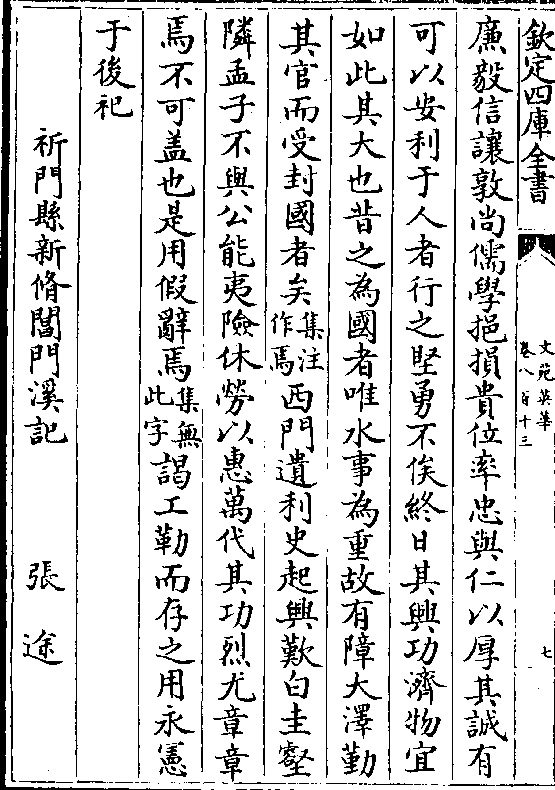 欽定四庫全書
文苑英華
卷八百十三
七
廉毅信讓敦尚儒學挹損貴位率忠與仁以厚其誠有
可以安利于人者行之堅勇不俟終日其興功濟物宜
如此其大也昔之為國者唯水事為重故有障大澤勤
其官而受封國者矣集注作焉西門遺利史起興歎白圭壑
隣孟子不與公能夷險休勞以惠萬代其功烈尤章章
焉不可盖也是用假辭焉集無此字謁工勒而存之用永憲
于後祀
祈門縣新脩閶門溪記
張途